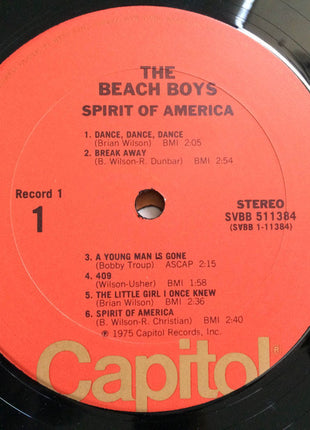 THE
BEACH BOYS
SPIRIT OF AMERICA
1. DANCE, DANCE, DANCE
(Brian Wilson) BMI 2:05
2. BREAK AWAY
(B. Wilson-R. Dunbar) BMI 2:54
Record 1
1
STEREO
SVBB 511384
(SVBB 1-11384)
3. A YOUNG MAN IS GONE
(Bobby Troup) ASCAP 2:15
4. 409
(Wilson-Usher) BMI 1:58
5. THE LITTLE GIRL I ONCE KNEW
(Brian Wilson) BMI 2:36
6. SPIRIT OF AMERICA
(B. Wilson-R. Christian) BMI 2:40
℗ 1975 Capitol Records, Inc.
Capitol®